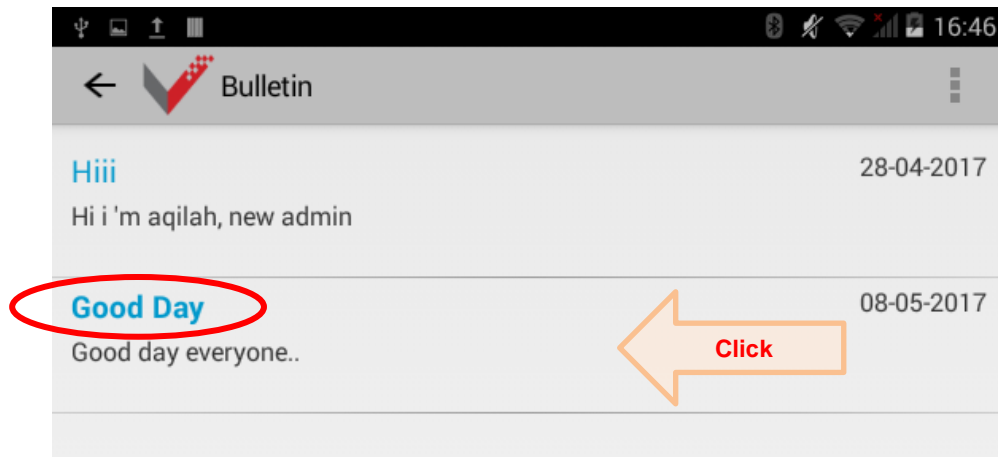 16:46
Bulletin
Hiii
28-04-2017
Hi i 'm aqilah, new admin
Good Day
08-05-2017
Good day everyone..
Click